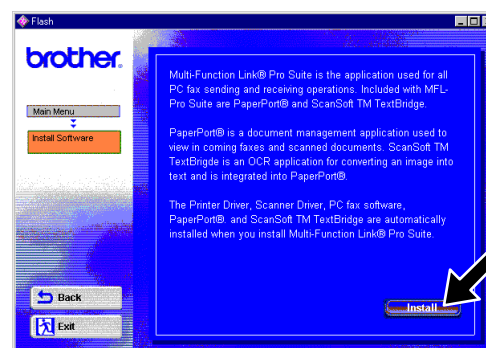 Flash
brother.
Main Menu
Install Software
Multi-Function Link® Pro Suite is the application used for all
PC fax sending and receiving operations. Included with MFL-
Pro Suite are PaperPort® and ScanSoft TM TextBridge.
PaperPort® is a document management application used to
view in coming faxes and scanned documents. ScanSoft TM
TextBrigde is an OCR application for converting an image into
text and is integrated into PaperPort®.
The Printer Driver, Scanner Driver, PC fax software,
PaperPort®. and ScanSoft TM TextBridge are automatically
installed when you install Multi-Function Link® Pro Suite.
Back
Install
Exit